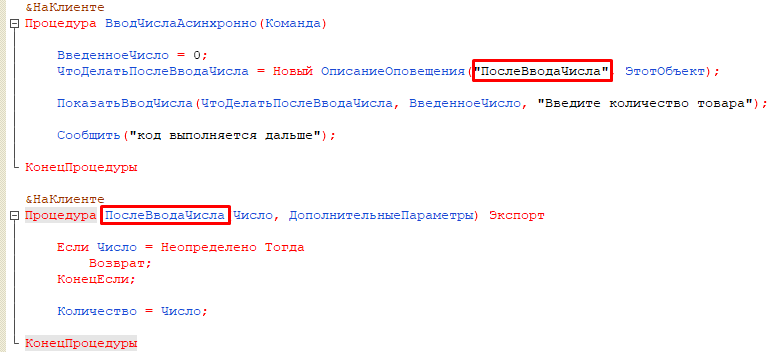 &НаКлиенте
Процедура ВводЧислаАсинхронно(Команда)
ВведенноеЧисло = 0;
ЧтоДелатьПослеВводаЧисла = Новый ОписаниеОповещения("ПослеВводаЧисла" ЭтотОбъект);
ПоказатьВводЧисла(ЧтоДелатьПослеВводаЧисла, ВведенноеЧисло, "Введите количество товара");
Сообщить("код выполняется дальше");
КонецПроцедуры
&НаКлиенте
Процедура ПослеВводаЧисла Число, ДополнительныеПараметры) Экспорт
Если Число = Неопределено Тогда
Возврат;
КонецЕсли;
Количество = Число;
КонецПроцедуры